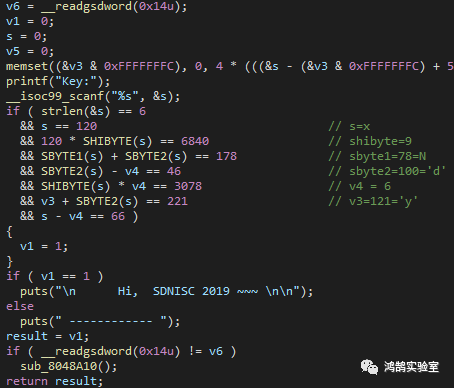 v6 = __readgsdword(0x14u);
v1 = 0;
s = 0;
v5 = 0;
memset((&v3 & 0xFFFFFFFC), 0, 4 * (((&s - (&v3 & 0xFFFFFFFC) + 5
printf("Key:");
__isoc99_scanf("%s", &s);
if ( strlen(&s) == 6
&& s == 120 // s=x
&& 120 * SHIBYTE(s) == 6840 // shibyte=9
&& SBYTE1(s) + SBYTE2(s) == 178 // sbyte1=78=N
&& SBYTE2(s) - v4 == 46 // sbyte2=100='d'
&& SHIBYTE(s) * v4 == 3078 // v4 = 6
&& v3 + SBYTE2(s) == 221 // v3=121='y'
&& s - v4 == 66 )
{
v1 = 1;
}
if ( v1 == 1 )
puts("\n Hi, SDNISC 2019 ~~~ \n\n");
else
puts(" ------------ ");
result = v1;
if ( __readgsdword(0x14u) != v6 )
sub_8048A10();
return result;
鸿鹄实验室